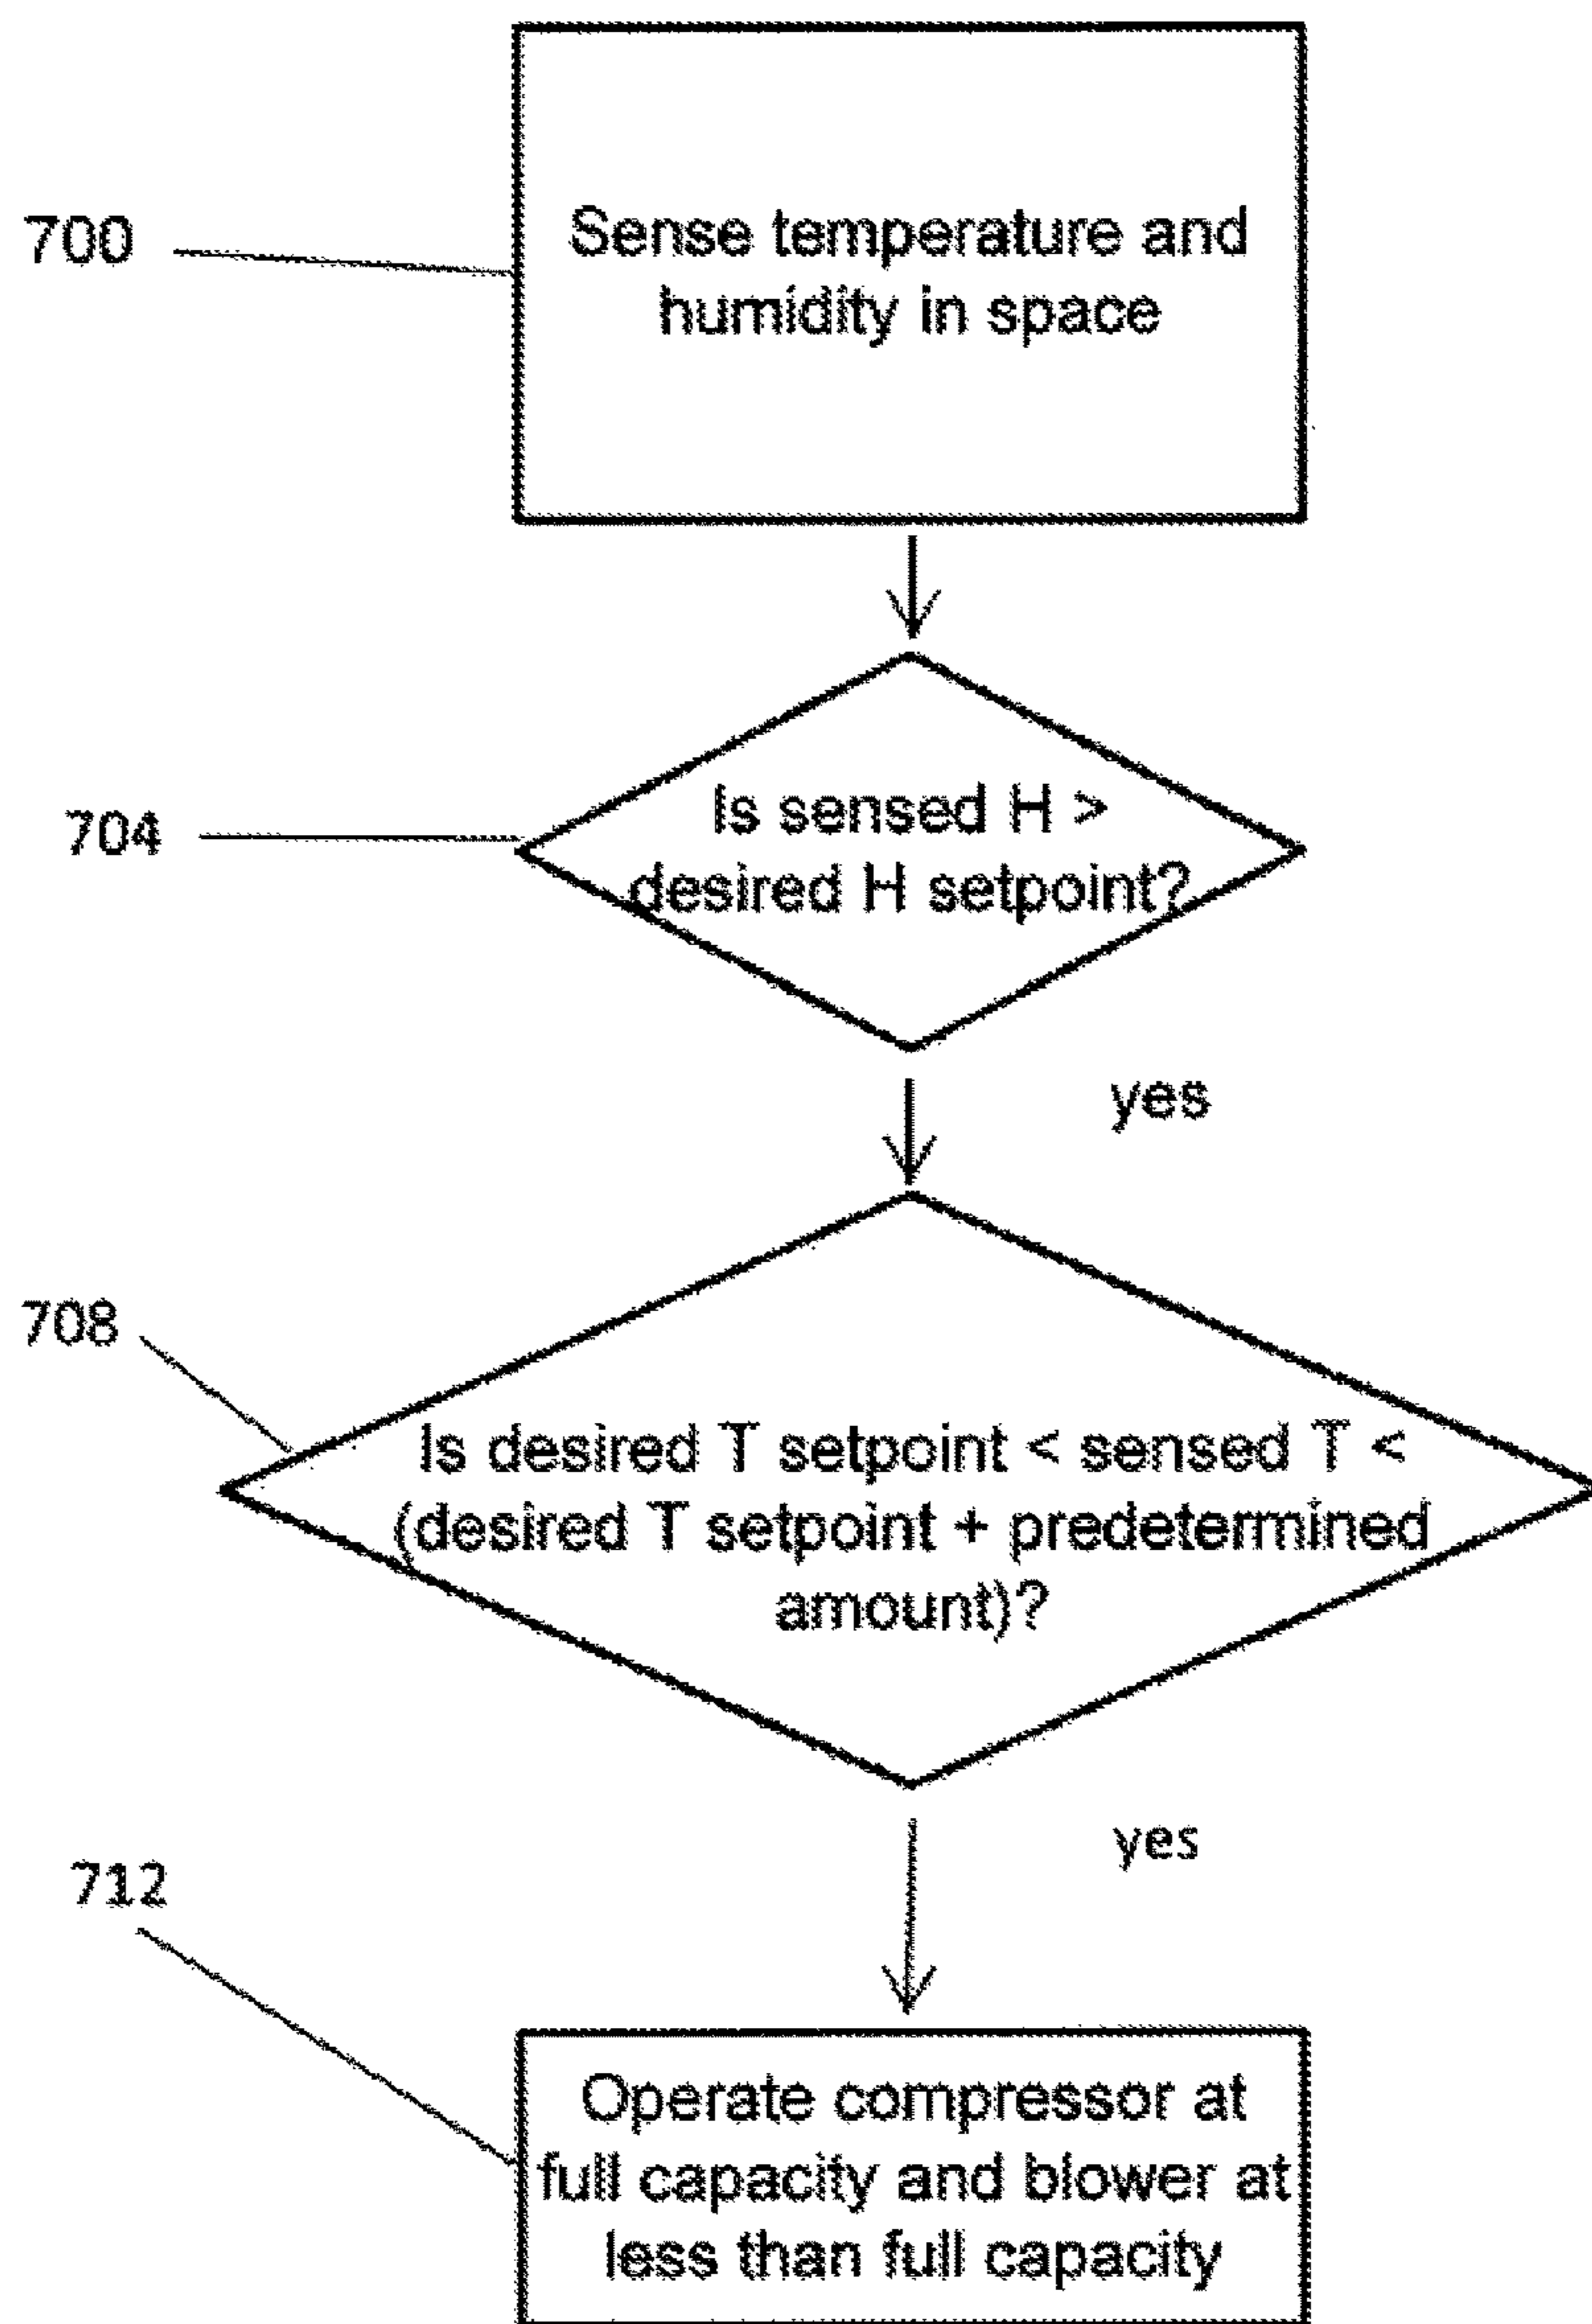 700
Sense temperature and
humidity in space
704
Is sensed H >
desired H setpoint?
yes
708
Is desired T setpoint < sensed T <
(desired T setpoint + predetermined
amount)?
yes
712
Operate compressor at
full capacity and blower at
less than full capacity